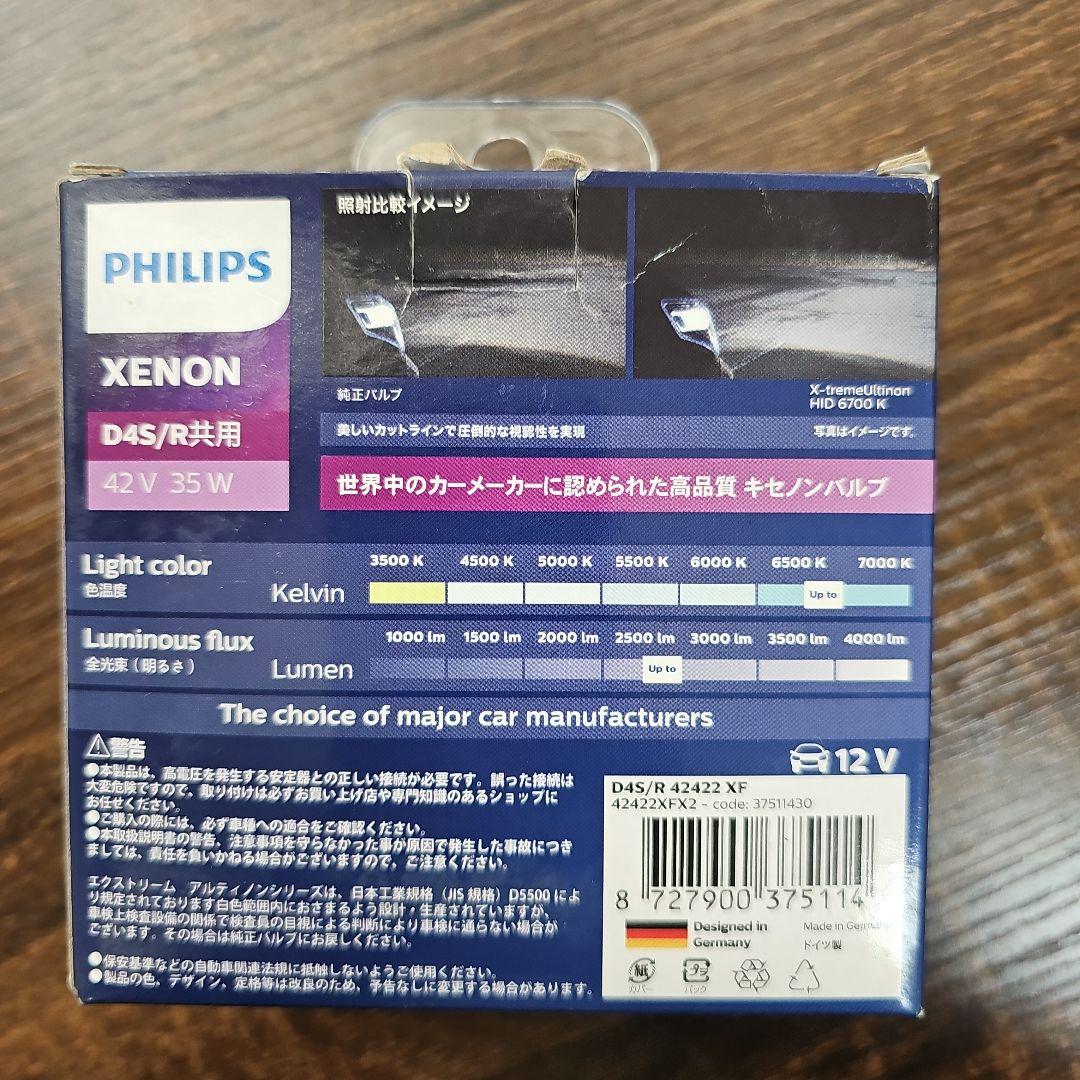 PHILIPS
XENON
D4S/R共用
42 V 35 W
照射比較イメージ
純正バルブ
X-tremeUltinon
HID 6700 K
美しいカットラインで圧倒的な視認性を実現
写真はイメージです。
世界中のカーメーカーに認められた高品質 キセノンバルブ
Light color
色温度
Kelvin
3500 K 4500 K 5000 K 5500 K 6000 K 6500 K 7000 K
Up to
Luminous flux
全光束（明るさ）
Lumen
1000 lm 1500 lm 2000 lm 2500 lm 3000 lm 3500 lm 4000 lm
Up to
The choice of major car manufacturers
⚠警告
●本製品は、高電圧を発生する安定器との正しい接続が必要です。誤った接続は
大変危険ですので、取り付けは必ずお買い上げ店や専門知識のあるショップに
お任せください。
●ご購入の際には、必ず車種への適合をご確認ください。
●本取扱説明書の警告、注意事項を守らなかった事が原因で発生した事故につき
ましては、責任を負いかねる場合がございますので、ご注意ください。
エクストリーム アルティノンシリーズは、日本工業規格（JIS 規格）D5500 によ
り規定されております白色範囲内におさまるよう設計・生産されていますが、
車検上検査設備の関係で検査員の目視による判断により車検に通らない場合が
ございます。その場合は純正バルブにお戻しください。
●保安基準などの自動車関連法規に抵触しないようご使用ください。
●製品の色、デザイン、定格等は改良のため、予告なしに変更する場合があります。
12 V
D4S/R 42422 XF
42422XFX2 - code: 37511430
8 727900 375114
Designed in
Germany
Made in Germany
ドイツ製
紙
カバー
プラ
パック